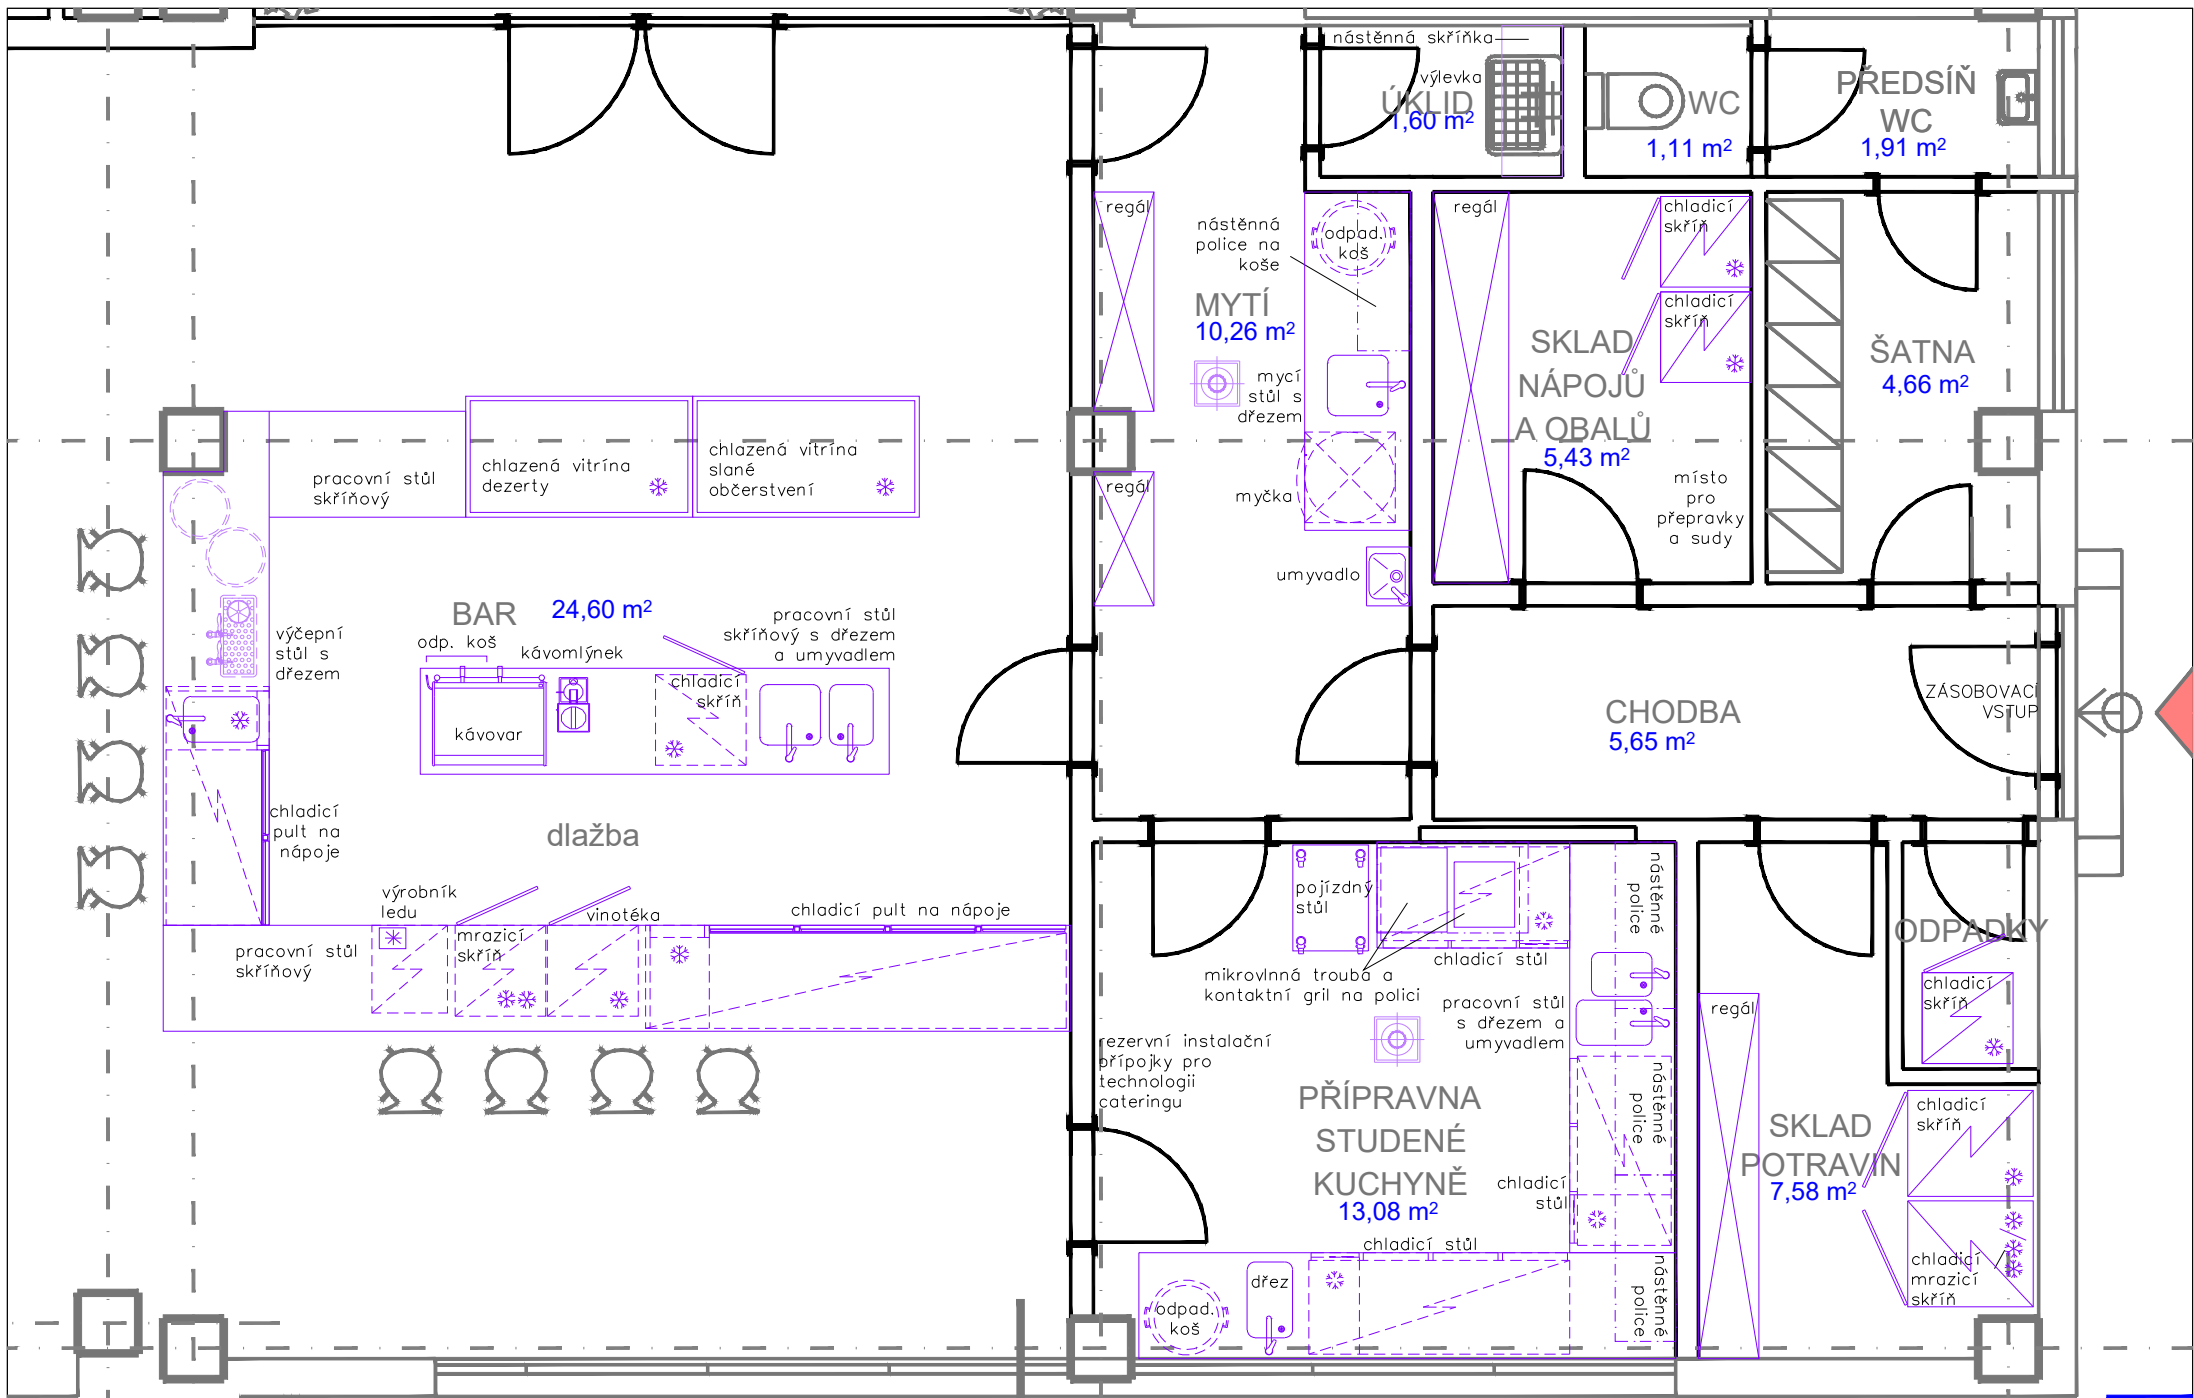 nástěnná skříňka
výlevka
ÚKLID
1,60 m²
WC
1,11 m²
PŘEDSÍŇ
WC
1,91 m²
regál
nástěnná
police na
koše
odpad.
koš
MYTÍ
10,26 m²
mycí
stůl s
dřezem
myčka
regál
umyvadlo
regál
chladicí
skříň
chladicí
skříň
SKLAD
NÁPOJŮ
A OBALŮ
5,43 m²
místo
pro
přepravky
a sudy
ŠATNA
4,66 m²
pracovní stůl
skříňový
chlazená vitrína
dezerty
chlazená vitrína
slané
občerstvení
BAR
24,60 m²
odp. koš
kávomlýnek
pracovní stůl
skříňový s dřezem
a umyvadlem
výčepní
stůl s
dřezem
kávovar
chladicí
skříň
chladicí
pult na
nápoje
dlažba
CHODBA
5,65 m²
ZÁSOBOVACÍ
VSTUP
výrobník
ledu
vinotéka
chladicí pult na nápoje
pracovní stůl
skříňový
mrazicí
skříň
pojízdný
stůl
nástěnné
police
chladicí stůl
mikrovlnná trouba a
kontaktní gril na polici
pracovní stůl
s dřezem a
umyvadlem
rezervní instalační
přípojky pro
technologii
cateringu
PŘÍPRAVNA
STUDENÉ
KUCHYNĚ
13,08 m²
nástěnné
police
chladicí
stůl
chladicí stůl
odpad.
koš
dřez
nástěnné
police
ODPADKY
chladicí
skříň
regál
SKLAD
POTRAVIN
7,58 m²
chladicí
skříň
chladicí
mrazicí
skříň